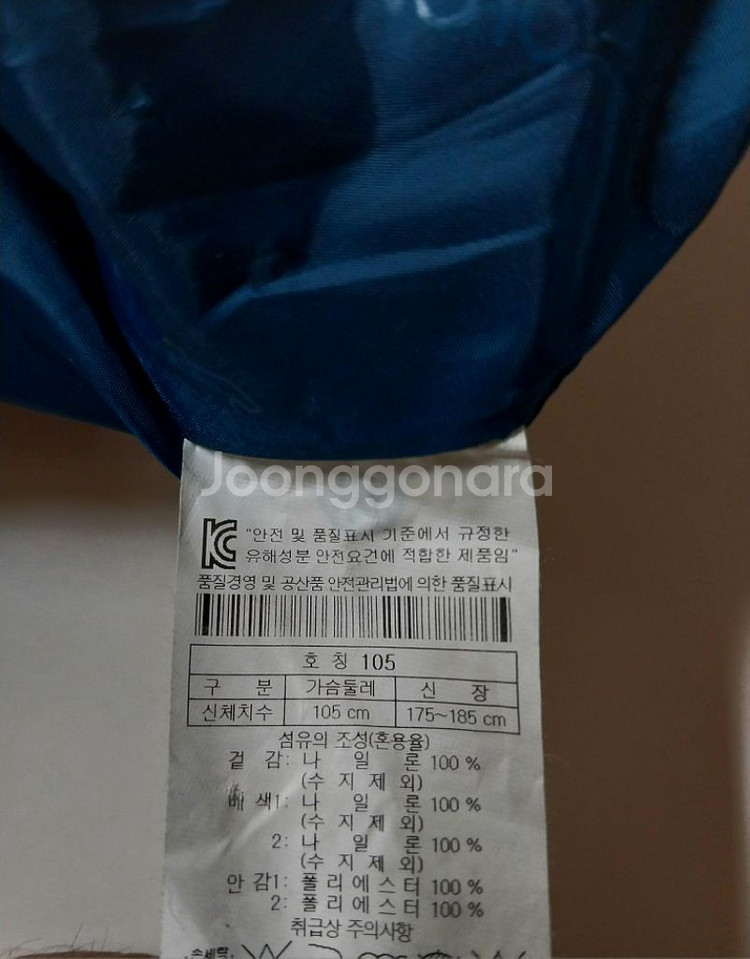 Joonggonara
"안전 및 품질표시 기준에서 규정한
유해성분 안전요건에 적합한 제품임"
품질경영 및 공산품 안전관리법에 의한 품질표시
호 칭 105
구 분 가슴둘레 신 장
신체치수 105 cm 175~185 cm
섬유의 조성(혼용율)
겉 감: 나 일 론 100 %
(수 지 제 외)
배 색1: 나 일 론 100 %
(수 지 제 외)
2: 나 일 론 100 %
(수 지 제 외)
안 감1: 폴 리 에 스 터 100 %
2: 폴 리 에 스 터 100 %
취급상 주의사항
손세탁